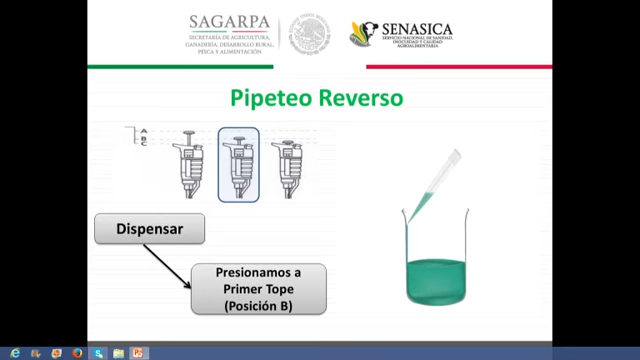 SAGARPA
SECRETARÍA DE AGRICULTURA,
GANADERÍA, DESARROLLO RURAL,
PESCA Y ALIMENTACIÓN
SENASICA
SERVICIO NACIONAL DE SANIDAD,
INOCUIDAD Y CALIDAD
AGROALIMENTARIA
Pipeteo Reverso
A
B
C
Dispensar
Presionamos a
Primer Tope
(Posición B)